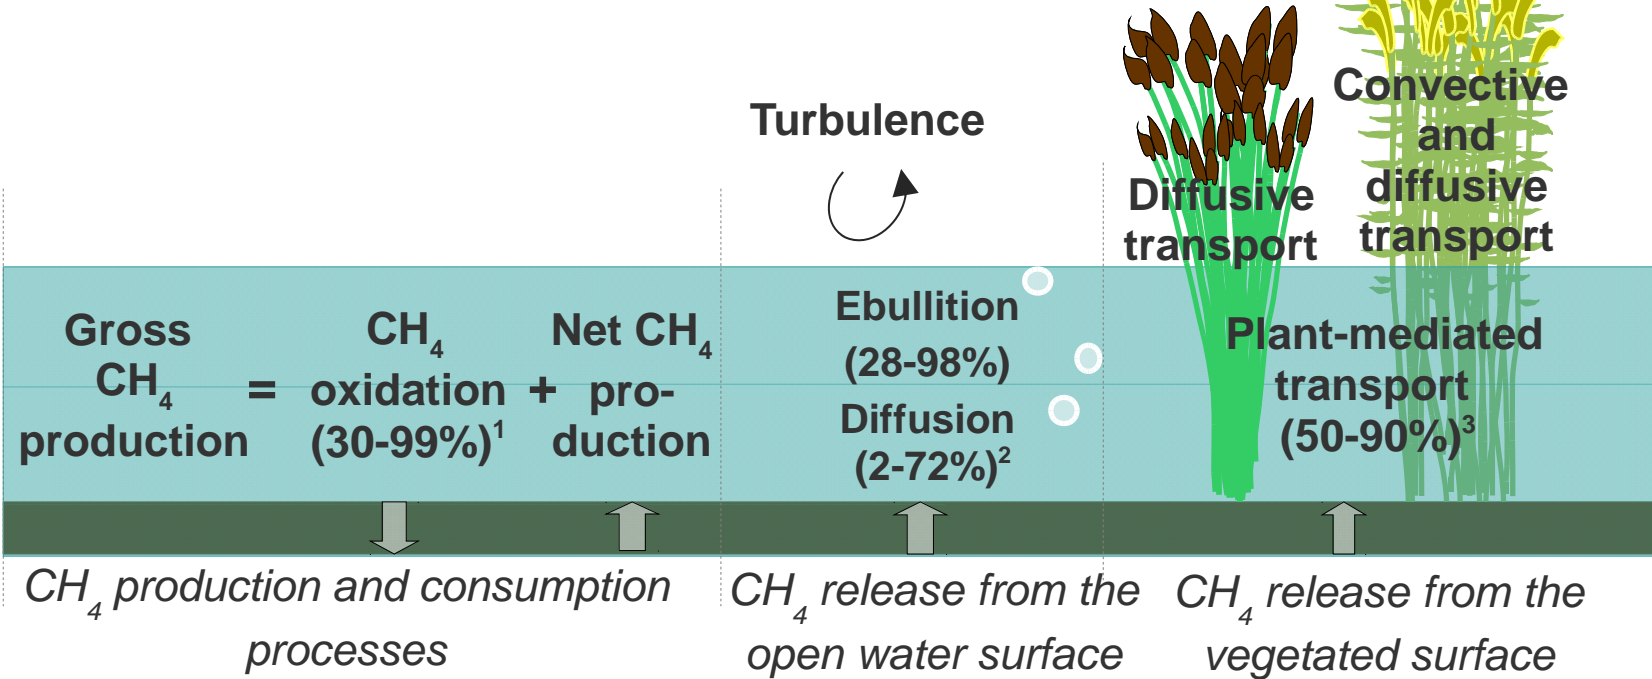 Turbulence
Convective
and
diffusive
transport
Diffusive
transport
Gross
CH4
production
=
CH4
oxidation
(30-99%)1
+
Net CH4
pro-
duction
Ebullition
(28-98%)
Diffusion
(2-72%)2
Plant-mediated
transport
(50-90%)3
CH4 production and consumption
processes
CH4 release from the
open water surface
CH4 release from the
vegetated surface